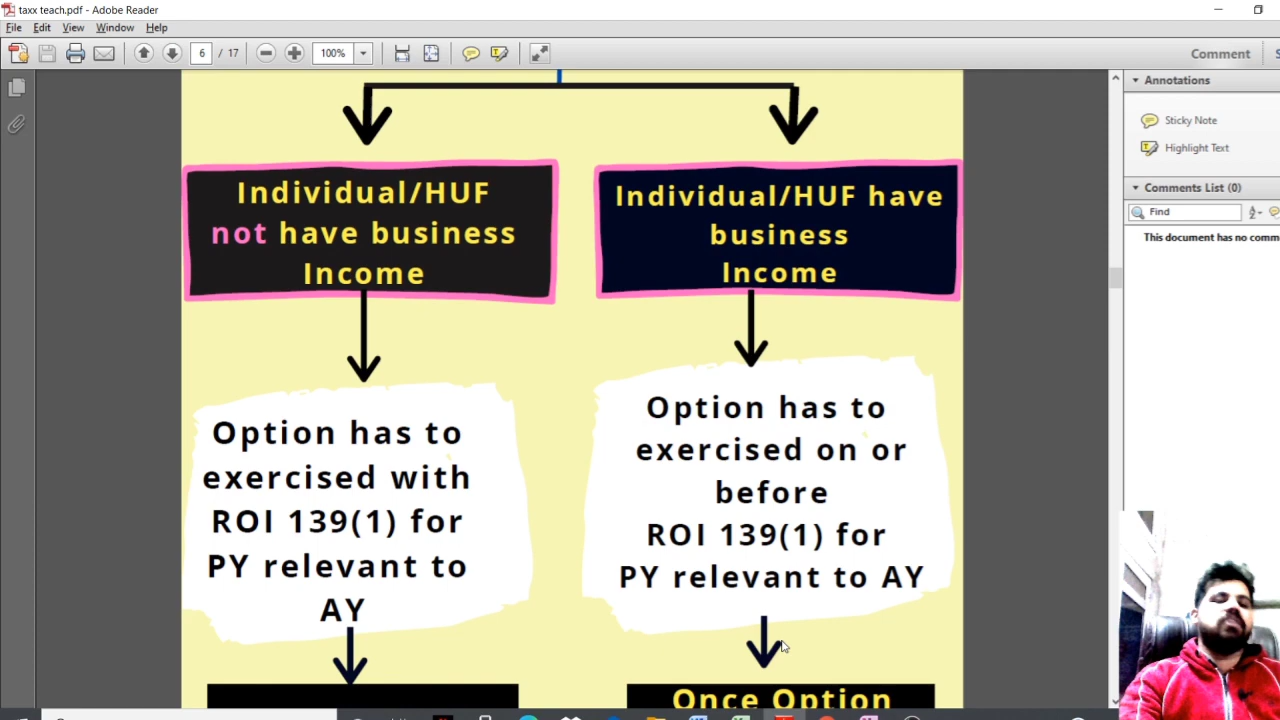 taxx teach.pdf - Adobe Reader
File Edit View Window Help
6 / 17
100%
Comment
Annotations
Sticky Note
Highlight Text
Comments List (0)
Find
This document has no comm
Individual/HUF
not have business
Income
Option has to
exercised with
ROI 139(1) for
PY relevant to
AY
Individual/HUF have
business
Income
Option has to
exercised on or
before
ROI 139(1) for
PY relevant to AY
Once Option